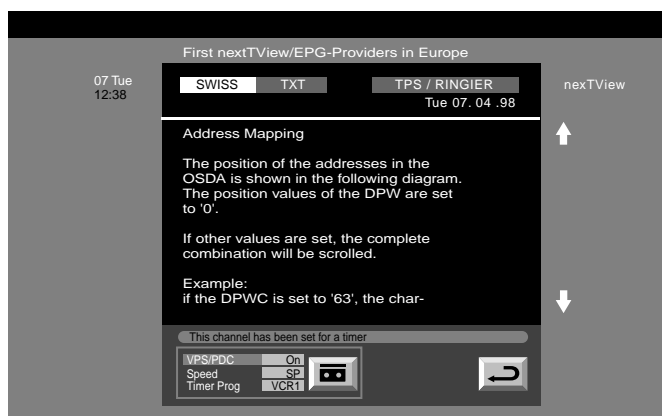 First nextTView/EPG-Providers in Europe
07 Tue
12:38
SWISS TXT TPS / RINGIER
Tue 07. 04 .98
nexTView
Address Mapping
The position of the addresses in the
OSDA is shown in the following diagram.
The position values of the DPW are set
to '0'.
If other values are set, the complete
combination will be scrolled.
Example:
if the DPWC is set to '63', the char-
This channel has been set for a timer
VPS/PDC On
Speed SP
Timer Prog VCR1